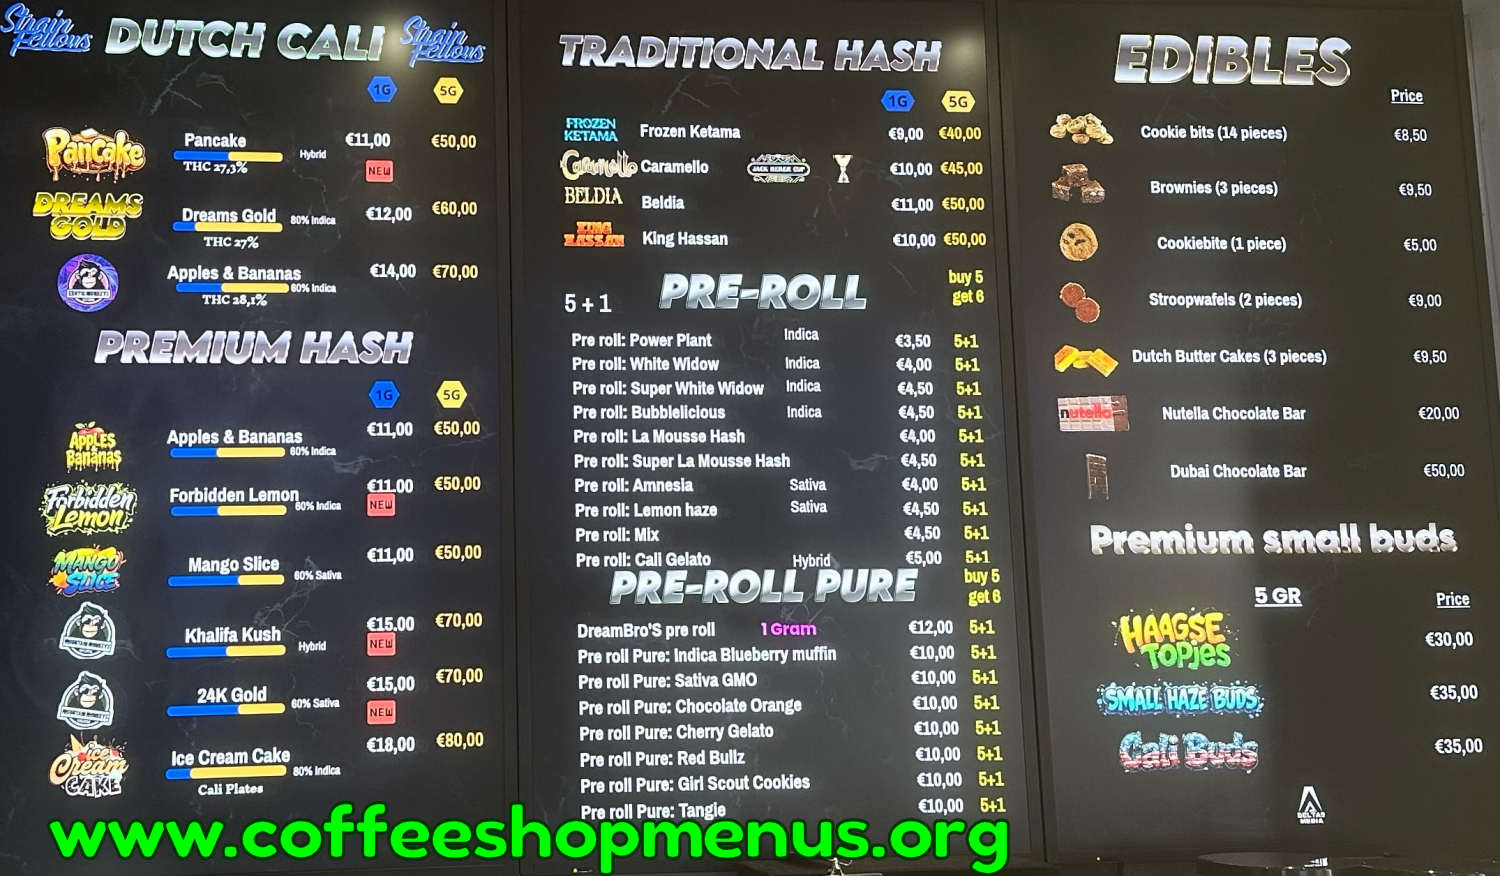 Strain Fellows
DUTCH CALI
Strain Fellows
1G 5G
Pancake
Pancake €11,00 €50,00
Hybrid
THC 27,3%
NEW
DREAMS GOLD
Dreams Gold 80% Indica €12,00 €60,00
THC 27%
Apples & Bananas €14,00 €70,00
60% Indica
THC 28,1%
PREMIUM HASH
1G 5G
APPLES & BANANAS
Apples & Bananas €11,00 €50,00
60% Indica
Forbidden Lemon
Forbidden Lemon €11.00 €50,00
60% Indica
NEW
MANGO SLICE
Mango Slice €11,00 €50,00
60% Sativa
Khalifa Kush €15.00 €70,00
Hybrid
NEW
24K Gold €15,00 €70,00
60% Sativa
NEW
ice Cream CAKE
Ice Cream Cake €18,00 €80,00
80% Indica
Cali Plates
TRADITIONAL HASH
1G 5G
FROZEN KETAMA
Frozen Ketama €9,00 €40,00
Caramello
Caramello JACK HERER CUP €10,00 €45,00
BELDIA
Beldia €11,00 €50,00
KING HASSAN
King Hassan €10,00 €50,00
5 + 1
PRE-ROLL
buy 5
get 6
Pre roll: Power Plant Indica €3,50 5+1
Pre roll: White Widow Indica €4,00 5+1
Pre roll: Super White Widow Indica €4,50 5+1
Pre roll: Bubblelicious Indica €4,50 5+1
Pre roll: La Mousse Hash €4,00 5+1
Pre roll: Super La Mousse Hash €4,50 5+1
Pre roll: Amnesia Sativa €4,00 5+1
Pre roll: Lemon haze Sativa €4,50 5+1
Pre roll: Mix €4,50 5+1
Pre roll: Cali Gelato Hybrid €5,00 5+1
PRE-ROLL PURE
buy 5
get 6
DreamBro'S pre roll 1 Gram €12,00 5+1
Pre roll Pure: Indica Blueberry muffin €10,00 5+1
Pre roll Pure: Sativa GMO €10,00 5+1
Pre roll Pure: Chocolate Orange €10,00 5+1
Pre roll Pure: Cherry Gelato €10,00 5+1
Pre roll Pure: Red Bullz €10,00 5+1
Pre roll Pure: Girl Scout Cookies €10,00 5+1
Pre roll Pure: Tangie €10,00 5+1
EDIBLES
Price
Cookie bits (14 pieces) €8,50
Brownies (3 pieces) €9,50
Cookiebite (1 piece) €5,00
Stroopwafels (2 pieces) €9,00
Dutch Butter Cakes (3 pieces) €9,50
nutella
Nutella Chocolate Bar €20,00
Dubai Chocolate Bar €50,00
Premium small buds
5 GR Price
HAAGSE TOPjES €30,00
SMALL HAZE BUDS €35,00
Cali Buds €35,00
DELTAS MEDIA
www.coffeeshopmenus.org